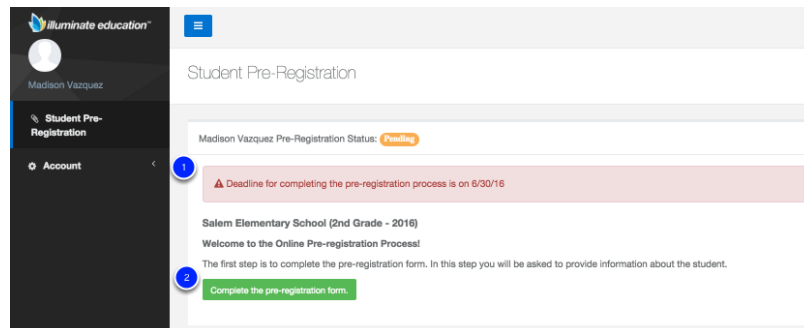 illuminate education™
Madison Vazquez
Student Pre-Registration
Student Pre-
Registration
Account
Madison Vazquez Pre-Registration Status: Pending
1
Deadline for completing the pre-registration process is on 6/30/16
Salem Elementary School (2nd Grade - 2016)
Welcome to the Online Pre-registration Process!
The first step is to complete the pre-registration form. In this step you will be asked to provide information about the student.
2
Complete the pre-registration form.